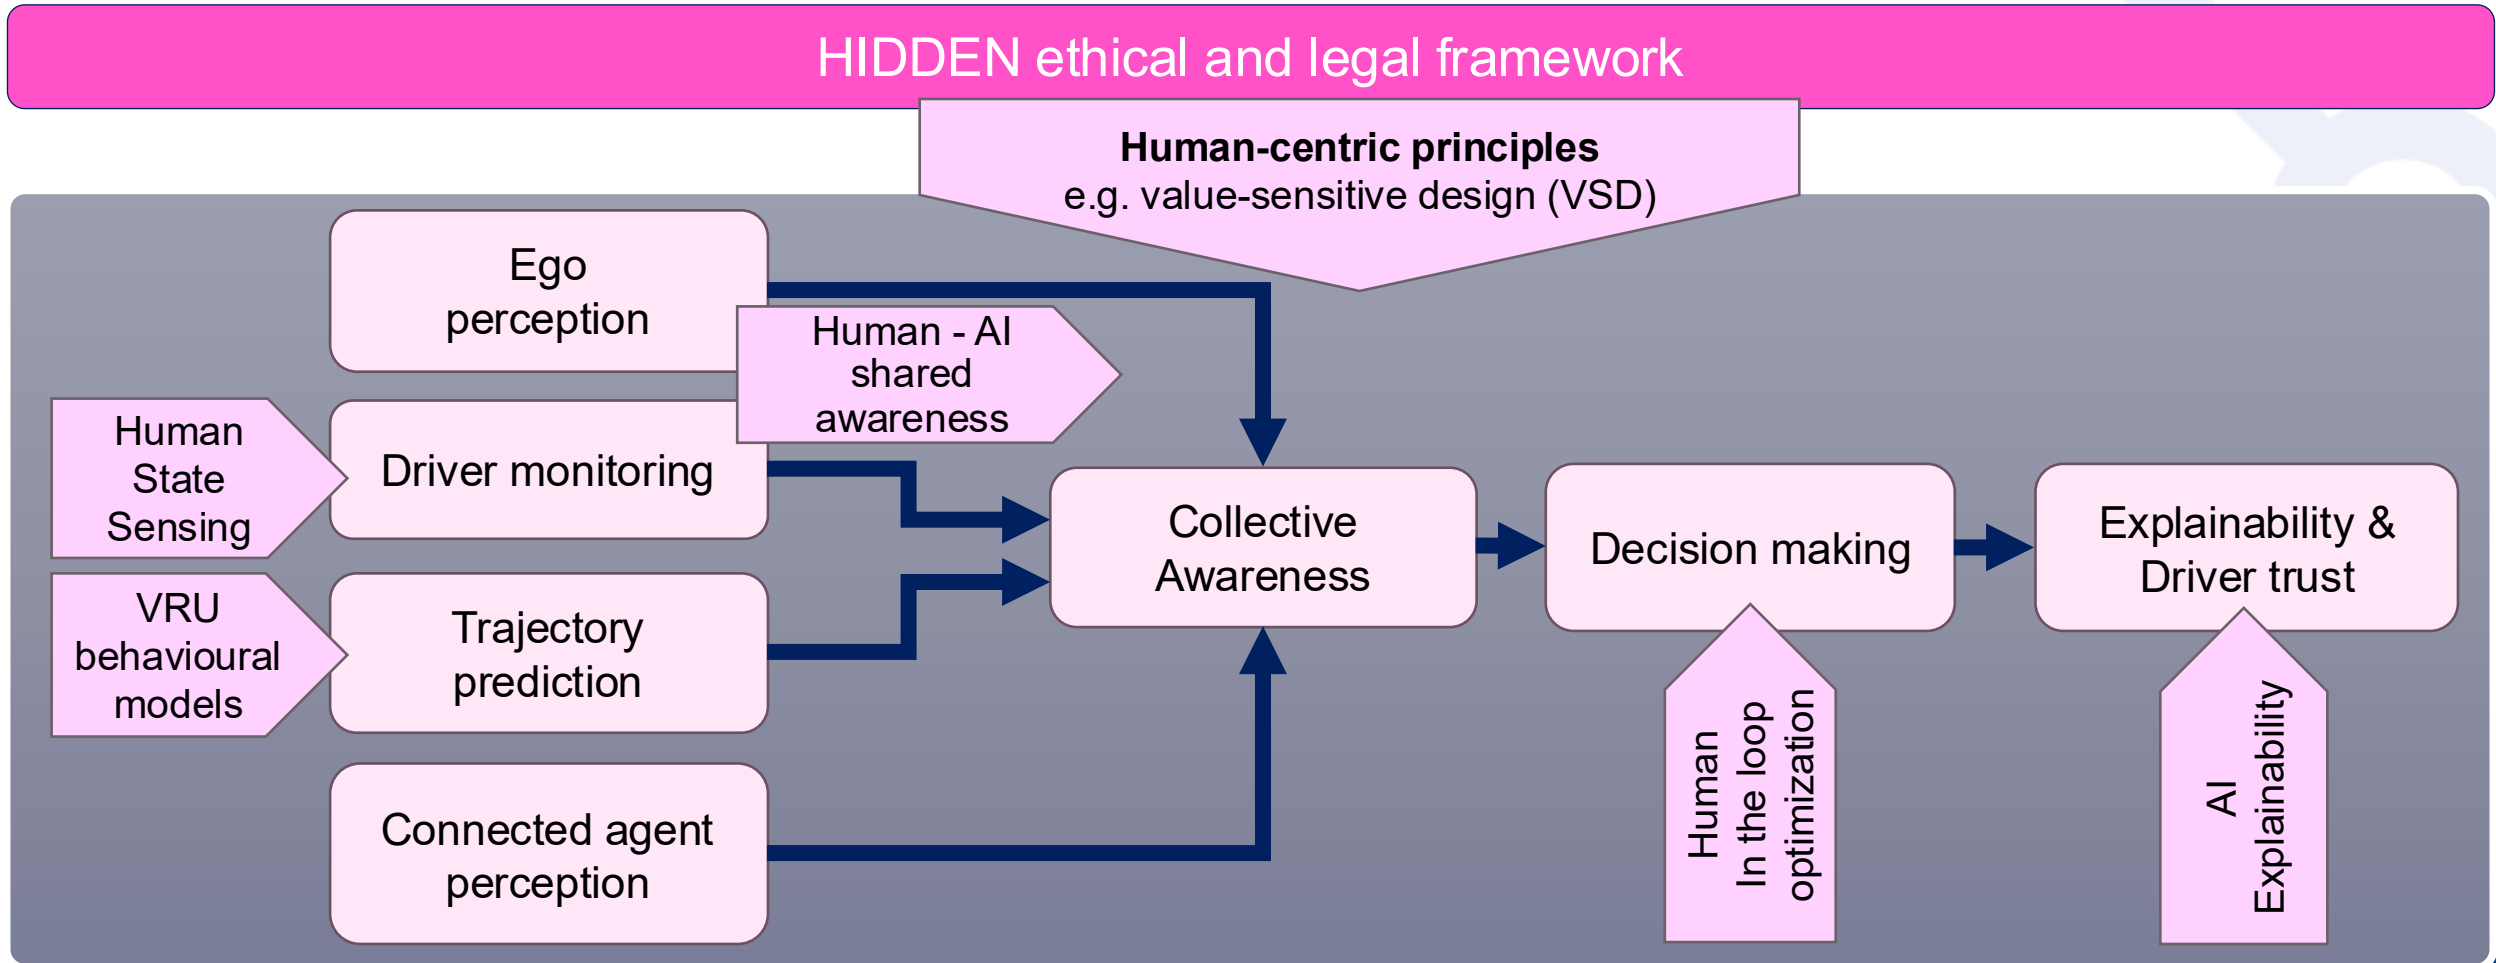 HIDDEN ethical and legal framework
Human-centric principles
e.g. value-sensitive design (VSD)
Ego
perception
Human - AI
shared
awareness
Human
State
Sensing
Driver monitoring
VRU
behavioural
models
Trajectory
prediction
Connected agent
perception
Collective
Awareness
Decision making
Explainability &
Driver trust
Human
In the loop
optimization
AI
Explainability